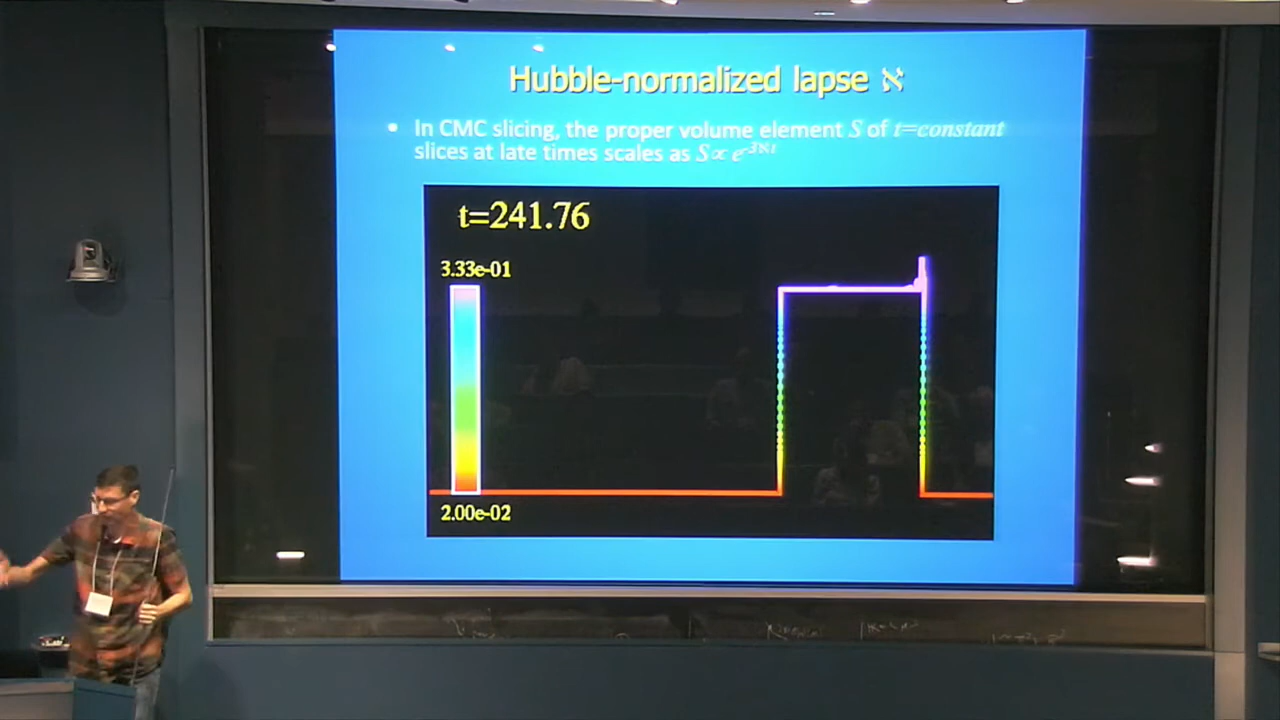 Hubble-normalized lapse ℵ
• In CMC slicing, the proper volume element S of t=constant
slices at late times scales as S ∝ e^-3ℵt
t=241.76
3.33e-01
2.00e-02